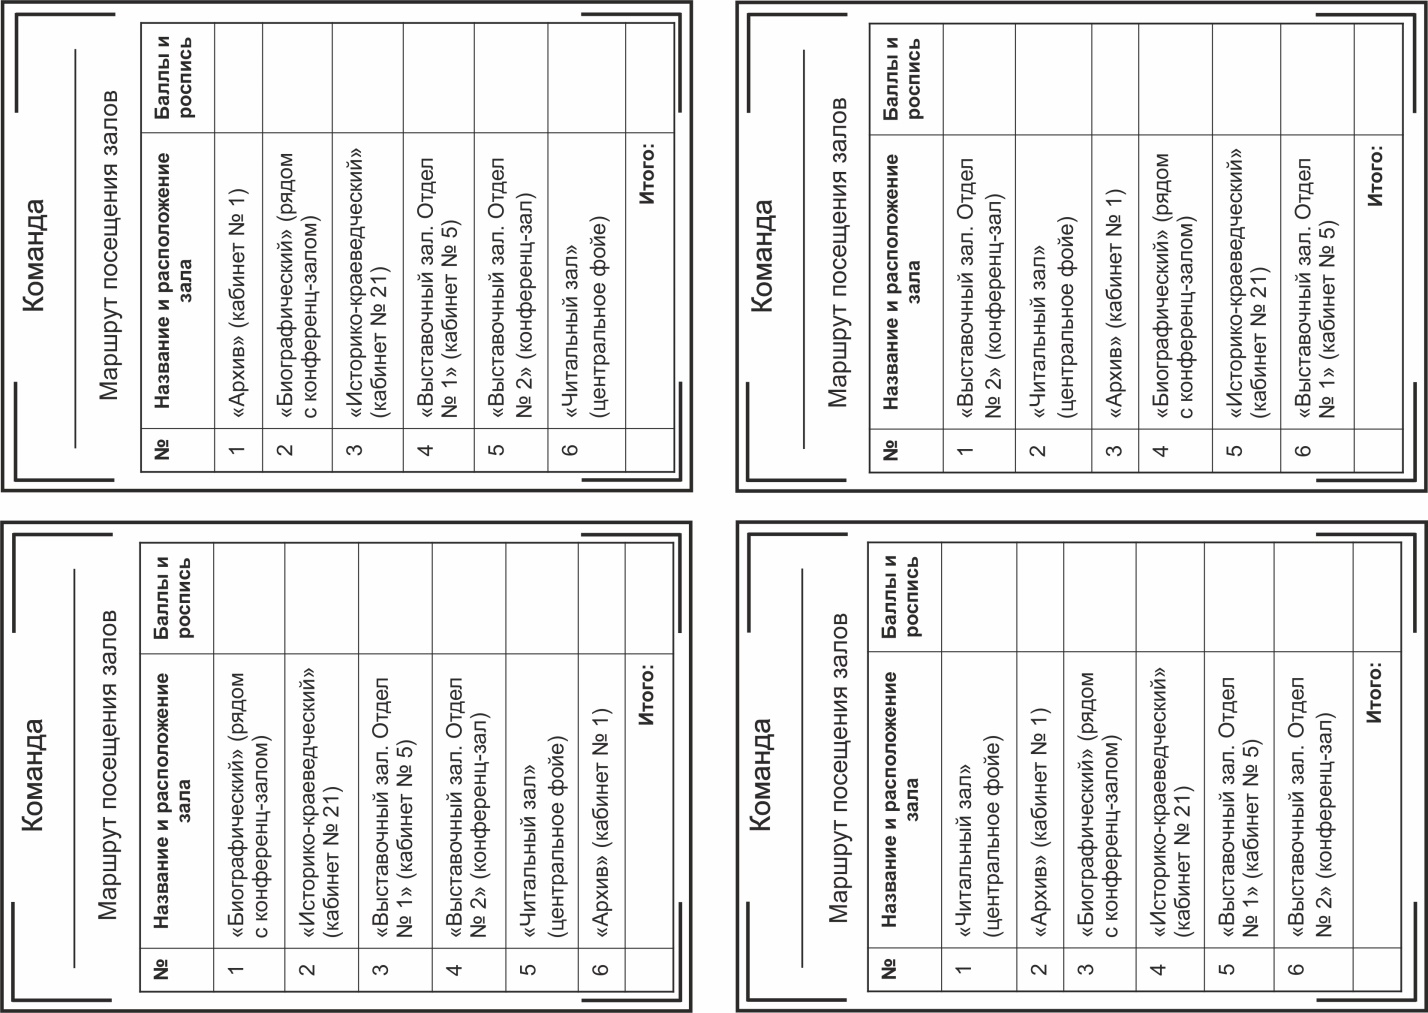 Команда
Маршрут посещения залов
№
Название и расположение
зала
Баллы и
роспись
1
«Биографический» (рядом
с конференц-залом)
2
«Историко-краеведческий»
(кабинет № 21)
3
«Выставочный зал. Отдел
№ 1» (кабинет № 5)
4
«Выставочный зал. Отдел
№ 2» (конференц-зал)
5
«Читальный зал»
(центральное фойе)
6
«Архив» (кабинет № 1)
Итого:
Команда
Маршрут посещения залов
№
Название и расположение
зала
Баллы и
роспись
1
«Архив» (кабинет № 1)
2
«Биографический» (рядом
с конференц-залом)
3
«Историко-краеведческий»
(кабинет № 21)
4
«Выставочный зал. Отдел
№ 1» (кабинет № 5)
5
«Выставочный зал. Отдел
№ 2» (конференц-зал)
6
«Читальный зал»
(центральное фойе)
Итого:
Команда
Маршрут посещения залов
№
Название и расположение
зала
Баллы и
роспись
1
«Читальный зал»
(центральное фойе)
2
«Архив» (кабинет № 1)
3
«Биографический» (рядом
с конференц-залом)
4
«Историко-краеведческий»
(кабинет № 21)
5
«Выставочный зал. Отдел
№ 1» (кабинет № 5)
6
«Выставочный зал. Отдел
№ 2» (конференц-зал)
Итого:
Команда
Маршрут посещения залов
№
Название и расположение
зала
Баллы и
роспись
1
«Выставочный зал. Отдел
№ 2» (конференц-зал)
2
«Читальный зал»
(центральное фойе)
3
«Архив» (кабинет № 1)
4
«Биографический» (рядом
с конференц-залом)
5
«Историко-краеведческий»
(кабинет № 21)
6
«Выставочный зал. Отдел
№ 1» (кабинет № 5)
Итого: